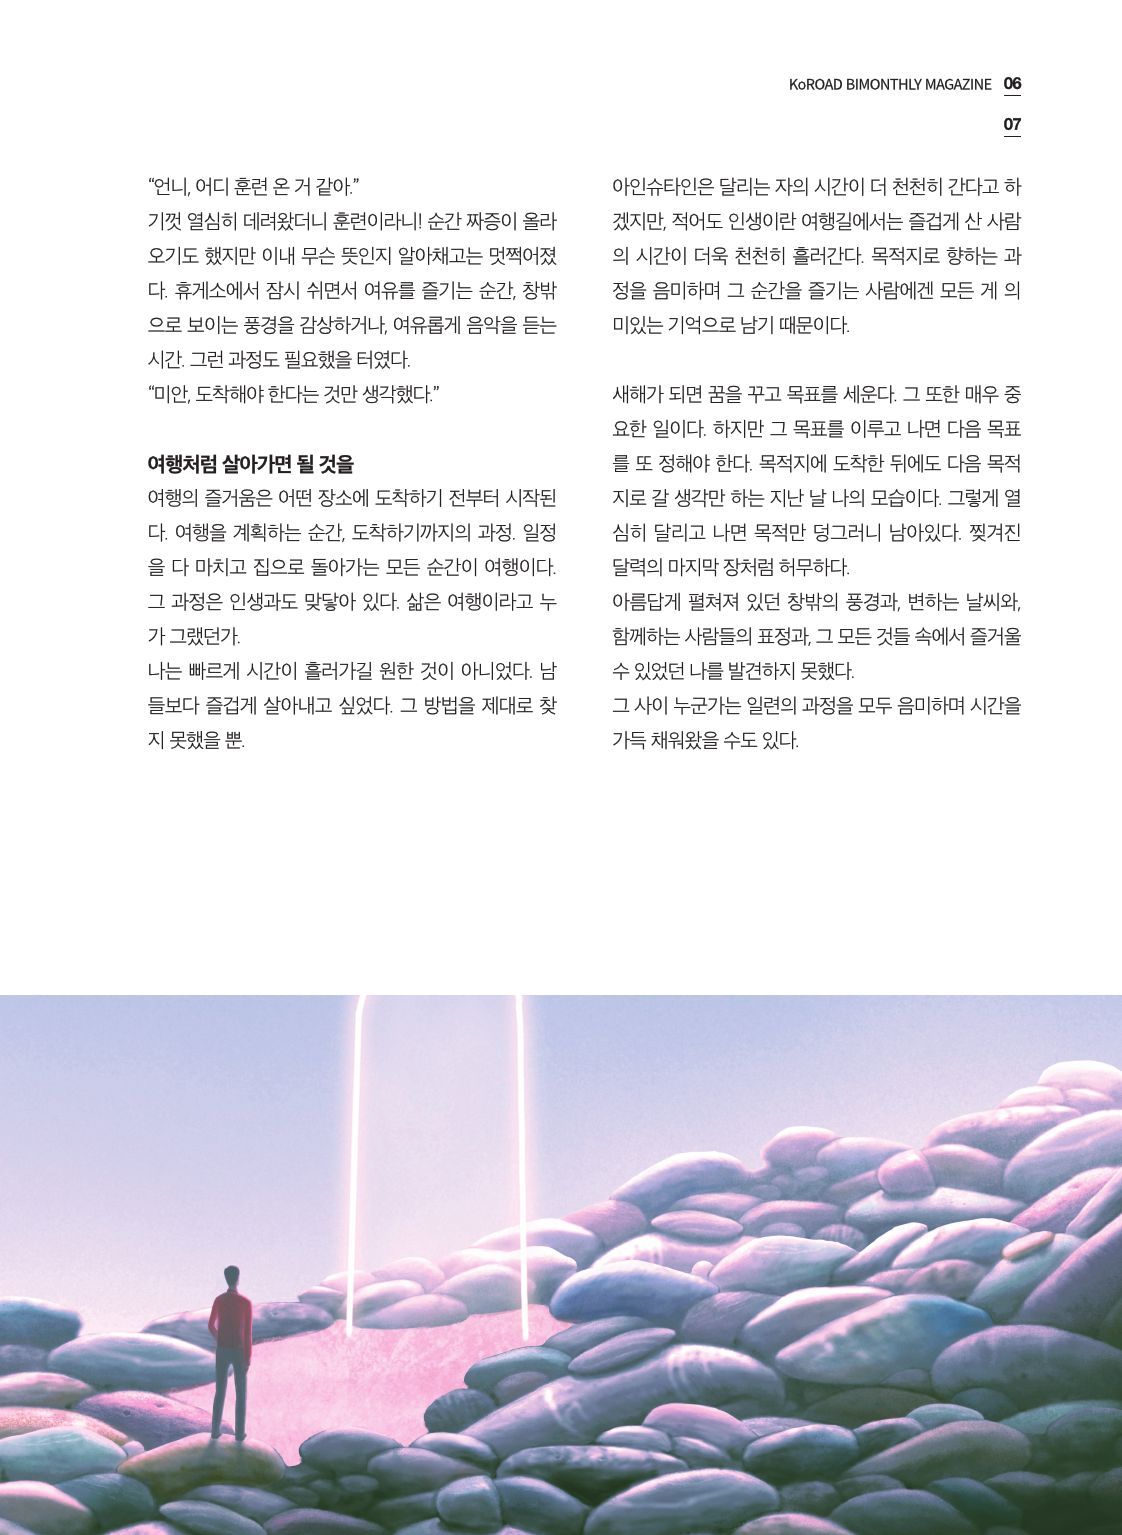 KoROAD BIMONTHLY MAGAZINE 06
07
“언니, 어디 훈련 온 거 같아.”
기껏 열심히 데려왔더니 훈련이라니! 순간 짜증이 올라
오기도 했지만 이내 무슨 뜻인지 알아채고는 멋쩍어졌
다. 휴게소에서 잠시 쉬면서 여유를 즐기는 순간, 창밖
으로 보이는 풍경을 감상하거나, 여유롭게 음악을 듣는
시간. 그런 과정도 필요했을 터였다.
“미안, 도착해야 한다는 것만 생각했다.”
여행처럼 살아가면 될 것을
여행의 즐거움은 어떤 장소에 도착하기 전부터 시작된
다. 여행을 계획하는 순간, 도착하기까지의 과정. 일정
을 다 마치고 집으로 돌아가는 모든 순간이 여행이다.
그 과정은 인생과도 맞닿아 있다. 삶은 여행이라고 누
가 그랬던가.
나는 빠르게 시간이 흘러가길 원한 것이 아니었다. 남
들보다 즐겁게 살아내고 싶었다. 그 방법을 제대로 찾
지 못했을 뿐.
아인슈타인은 달리는 자의 시간이 더 천천히 간다고 하
겠지만, 적어도 인생이란 여행길에서는 즐겁게 산 사람
의 시간이 더욱 천천히 흘러간다. 목적지로 향하는 과
정을 음미하며 그 순간을 즐기는 사람에겐 모든 게 의
미있는 기억으로 남기 때문이다.
새해가 되면 꿈을 꾸고 목표를 세운다. 그 또한 매우 중
요한 일이다. 하지만 그 목표를 이루고 나면 다음 목표
를 또 정해야 한다. 목적지에 도착한 뒤에도 다음 목적
지로 갈 생각만 하는 지난 날 나의 모습이다. 그렇게 열
심히 달리고 나면 목적만 덩그러니 남아있다. 찢겨진
달력의 마지막 장처럼 허무하다.
아름답게 펼쳐져 있던 창밖의 풍경과, 변하는 날씨와,
함께하는 사람들의 표정과, 그 모든 것들 속에서 즐거울
수 있었던 나를 발견하지 못했다.
그 사이 누군가는 일련의 과정을 모두 음미하며 시간을
가득 채워왔을 수도 있다.